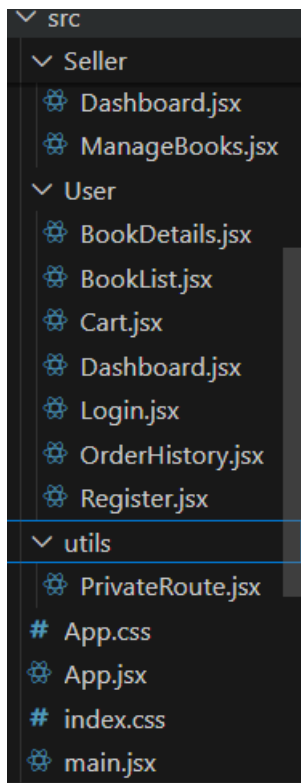 src
Seller
Dashboard.jsx
ManageBooks.jsx
User
BookDetails.jsx
BookList.jsx
Cart.jsx
Dashboard.jsx
Login.jsx
OrderHistory.jsx
Register.jsx
utils
PrivateRoute.jsx
# App.css
App.jsx
# index.css
main.jsx